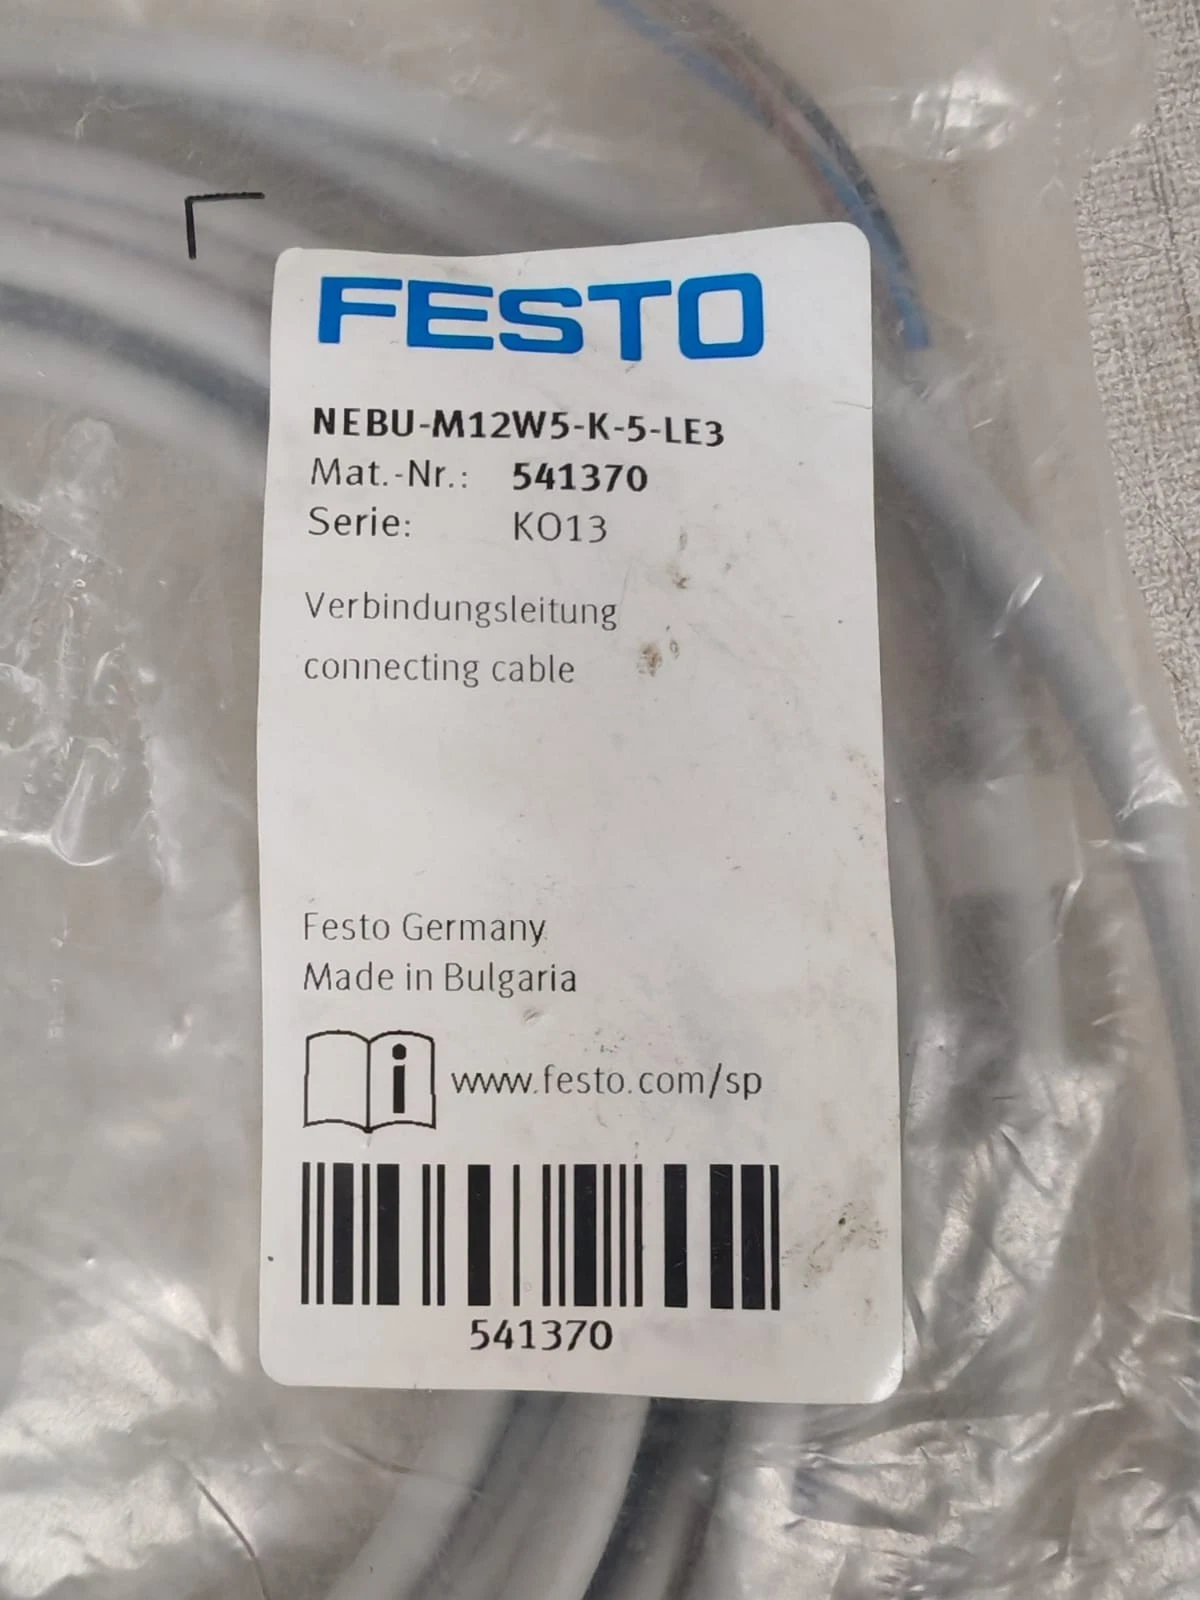 FESTO
NEBU-M12W5-K-5-LE3
Mat.-Nr.: 541370
Serie: KO13
Verbindungsleitung
connecting cable
Festo Germany
Made in Bulgaria
i www.festo.com/sp
541370